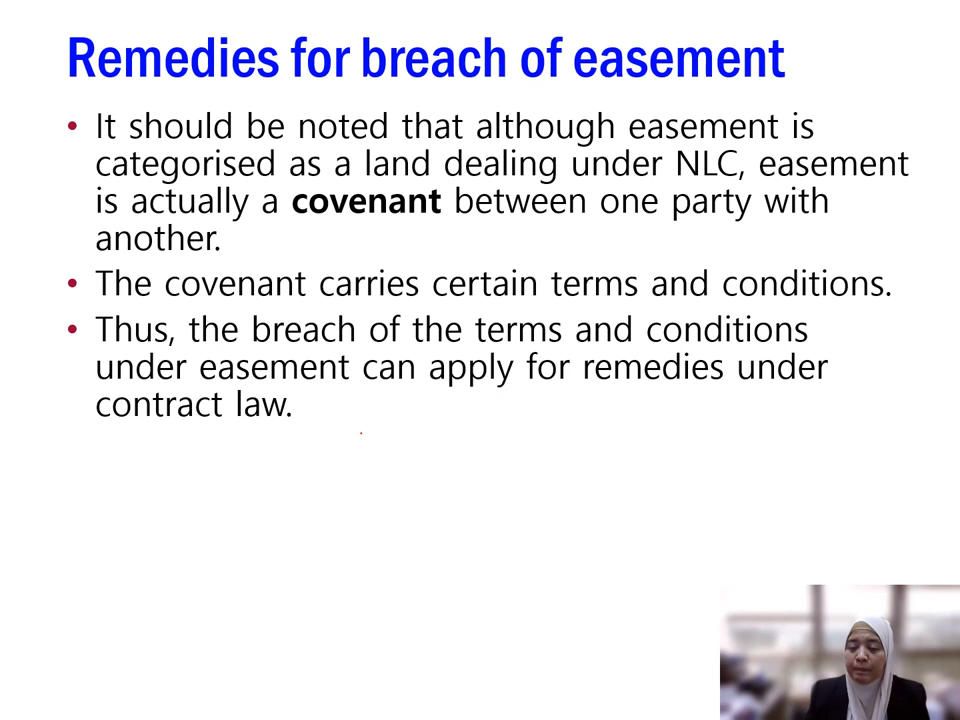 Remedies for breach of easement
• It should be noted that although easement is
categorised as a land dealing under NLC, easement
is actually a covenant between one party with
another.
• The covenant carries certain terms and conditions.
• Thus, the breach of the terms and conditions
under easement can apply for remedies under
contract law.